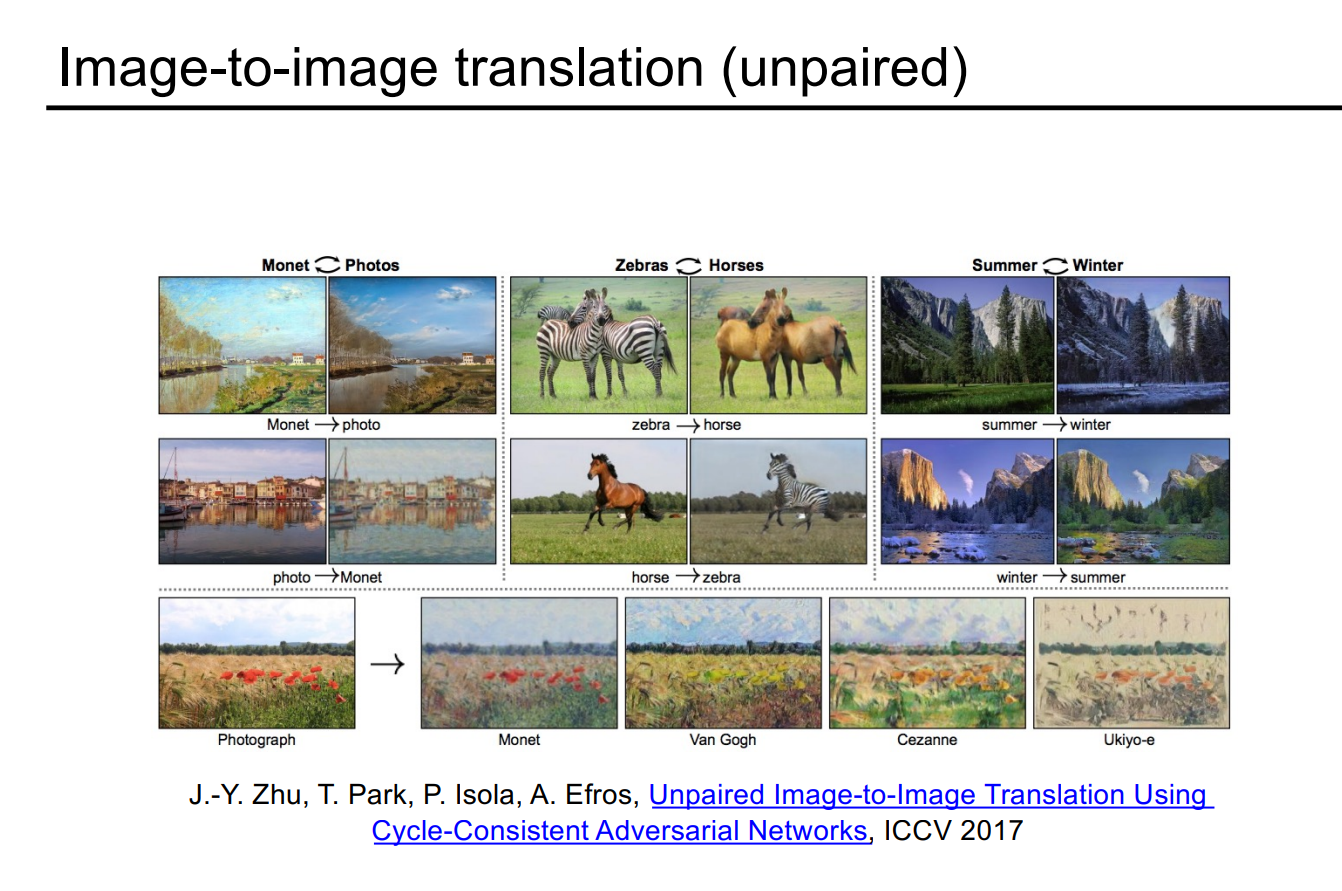 Image-to-image translation (unpaired)
Monet ⟳ Photos
Zebras ⟳ Horses
Summer ⟳ Winter
Monet → photo
zebra → horse
summer → winter
photo → Monet
horse → zebra
winter → summer
Photograph
Monet
Van Gogh
Cezanne
Ukiyo-e
J.-Y. Zhu, T. Park, P. Isola, A. Efros, Unpaired Image-to-Image Translation Using
Cycle-Consistent Adversarial Networks, ICCV 2017